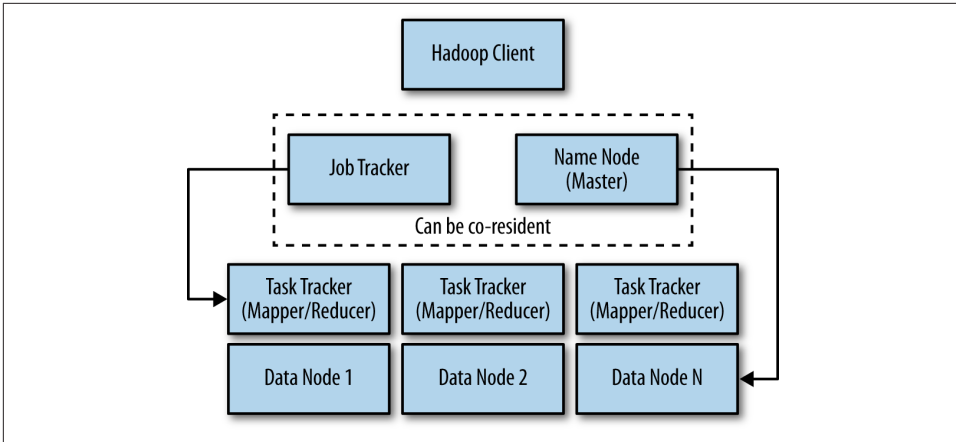 Hadoop Client
Job Tracker
Name Node
(Master)
Can be co-resident
Task Tracker
(Mapper/Reducer)
Task Tracker
(Mapper/Reducer)
Task Tracker
(Mapper/Reducer)
Data Node 1
Data Node 2
Data Node N